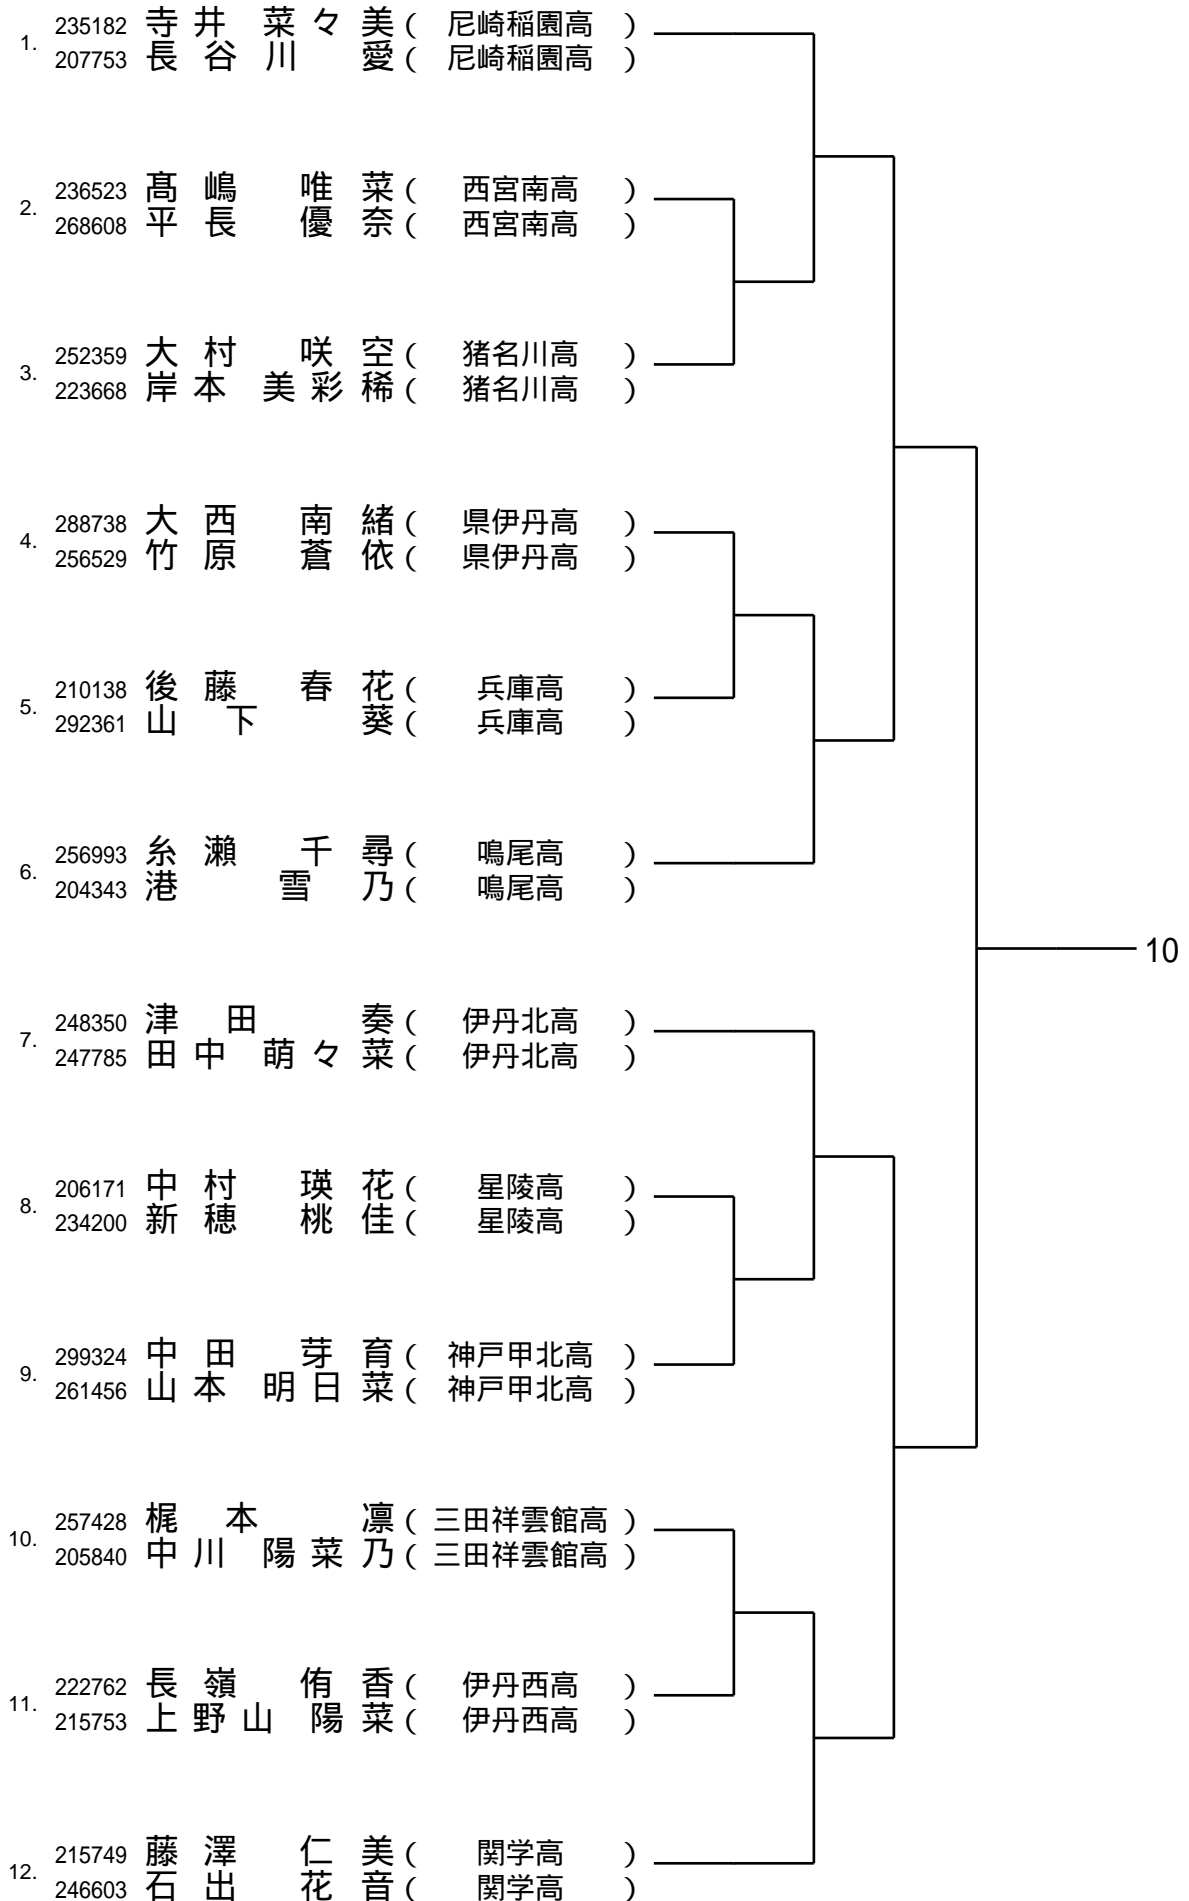 1. 235182 寺井 菜々美 ( 尼崎稲園高 )
207753 長谷川 愛 ( 尼崎稲園高 )
2. 236523 髙嶋 唯菜 ( 西宮南高 )
268608 平長 優奈 ( 西宮南高 )
3. 252359 大村 咲空 ( 猪名川高 )
223668 岸本 美彩稀 ( 猪名川高 )
4. 288738 大西 南緒 ( 県伊丹高 )
256529 竹原 蒼依 ( 県伊丹高 )
5. 210138 後藤 春花 ( 兵庫高 )
292361 山下 葵 ( 兵庫高 )
6. 256993 糸瀬 千尋 ( 鳴尾高 )
204343 港 雪乃 ( 鳴尾高 )
10
7. 248350 津田 奏 ( 伊丹北高 )
247785 田中 萌々菜 ( 伊丹北高 )
8. 206171 中村 瑛花 ( 星陵高 )
234200 新穂 桃佳 ( 星陵高 )
9. 299324 中田 芽育 ( 神戸甲北高 )
261456 山本 明日菜 ( 神戸甲北高 )
10. 257428 梶本 凛 ( 三田祥雲館高 )
205840 中川 陽菜乃 ( 三田祥雲館高 )
11. 222762 長嶺 侑香 ( 伊丹西高 )
215753 上野山 陽菜 ( 伊丹西高 )
12. 215749 藤澤 仁美 ( 関学高 )
246603 石出 花音 ( 関学高 )